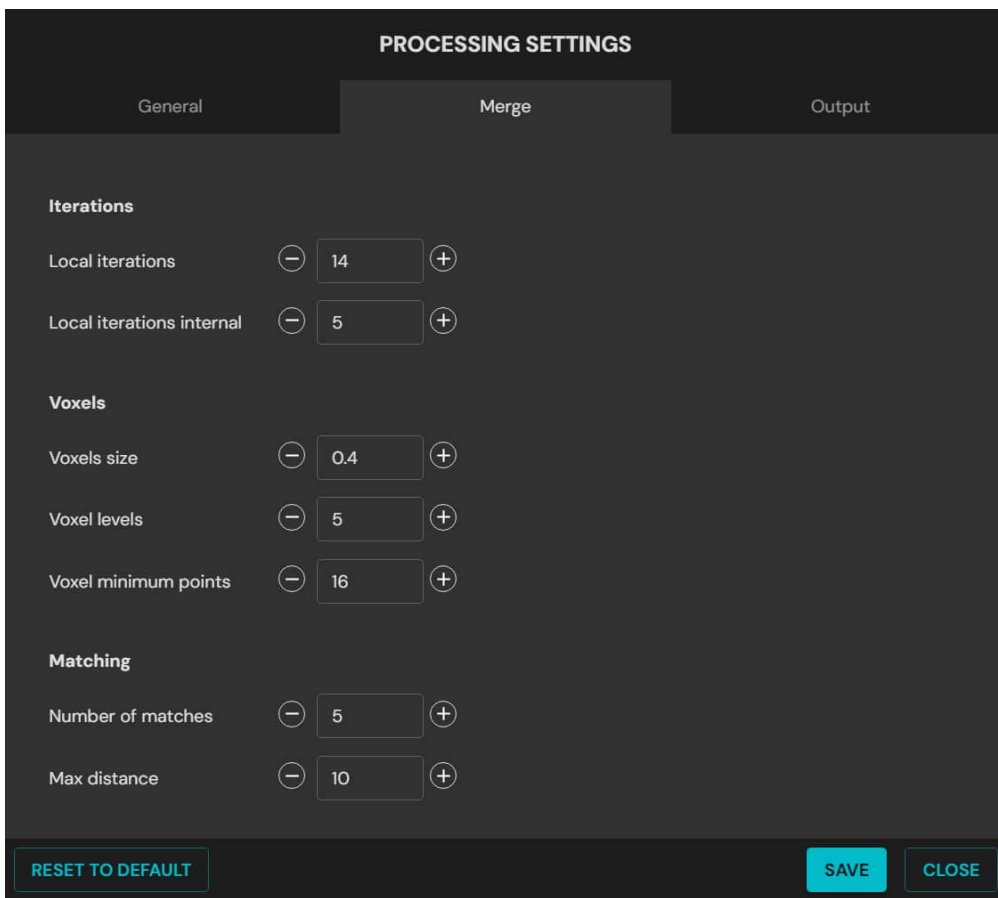 PROCESSING SETTINGS
General Merge Output
Iterations
Local iterations 14
Local iterations internal 5
Voxels
Voxels size 0.4
Voxel levels 5
Voxel minimum points 16
Matching
Number of matches 5
Max distance 10
RESET TO DEFAULT SAVE CLOSE